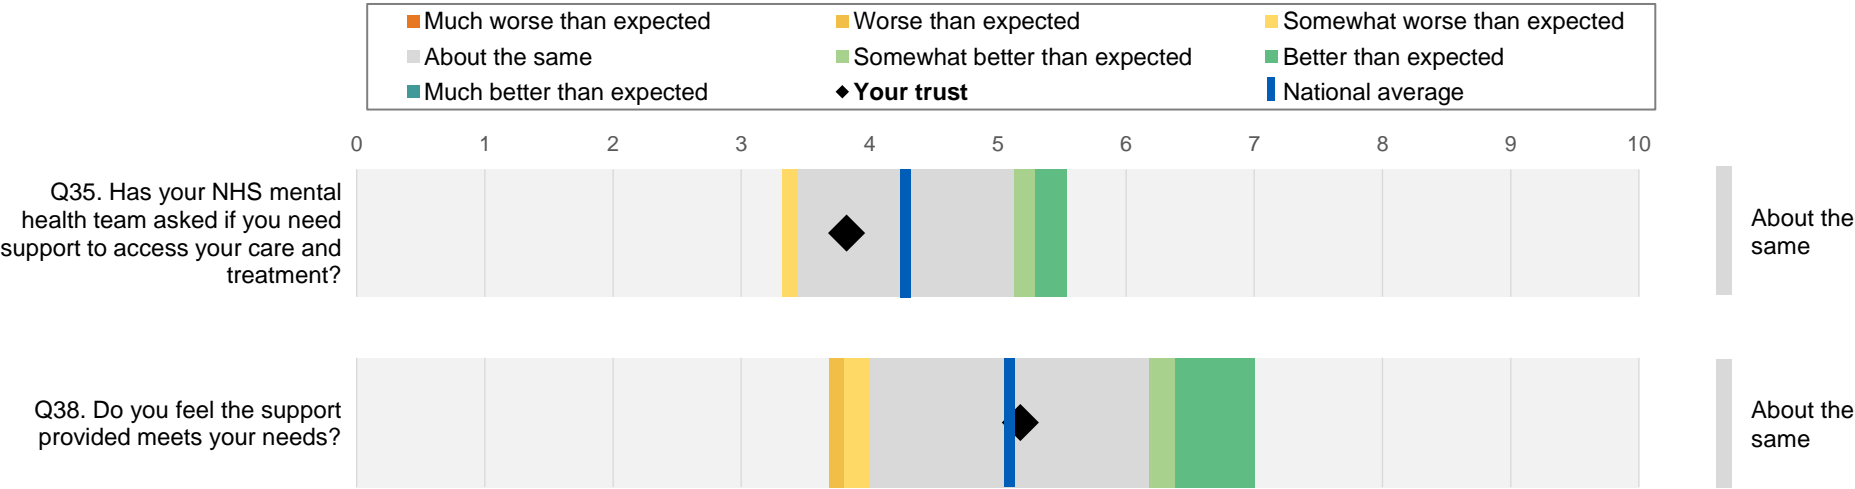 Much worse than expected Worse than expected Somewhat worse than expected
About the same Somewhat better than expected Better than expected
Much better than expected Your trust National average
0 1 2 3 4 5 6 7 8 9 10
Q35. Has your NHS mental
health team asked if you need
support to access your care and
treatment?
About the
same
Q38. Do you feel the support
provided meets your needs?
About the
same